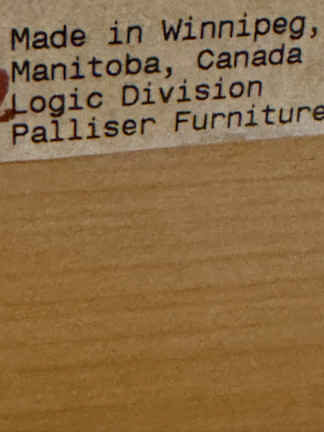 Made in Winnipeg,
Manitoba, Canada
Logic Division
Palliser Furniture